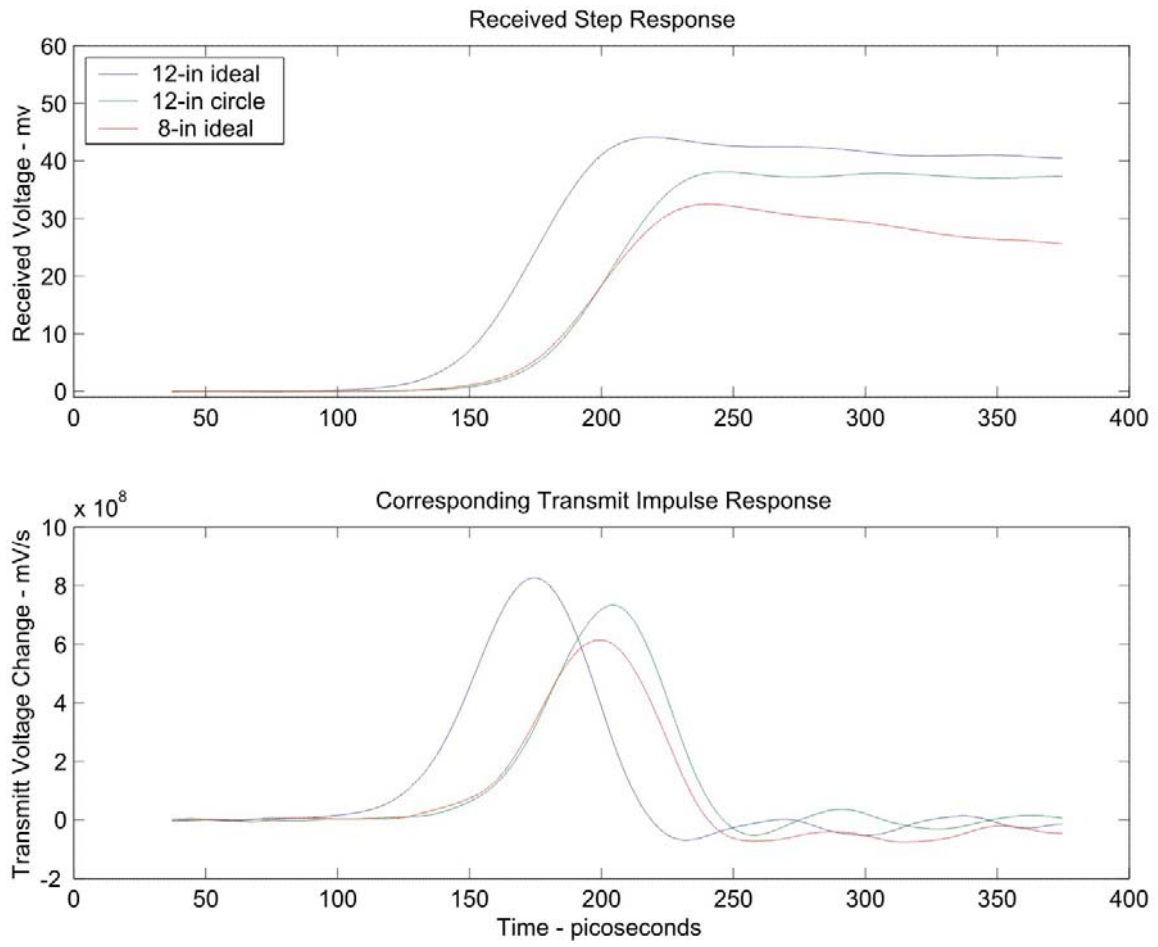 Received Step Response
60
50
40
30
20
10
0
Received Voltage - mv
12-in ideal
12-in circle
8-in ideal
0 50 100 150 200 250 300 350 400
x 10^8
Corresponding Transmit Impulse Response
10
8
6
4
2
0
-2
Transmitt Voltage Change - mV/s
0 50 100 150 200 250 300 350 400
Time - picoseconds